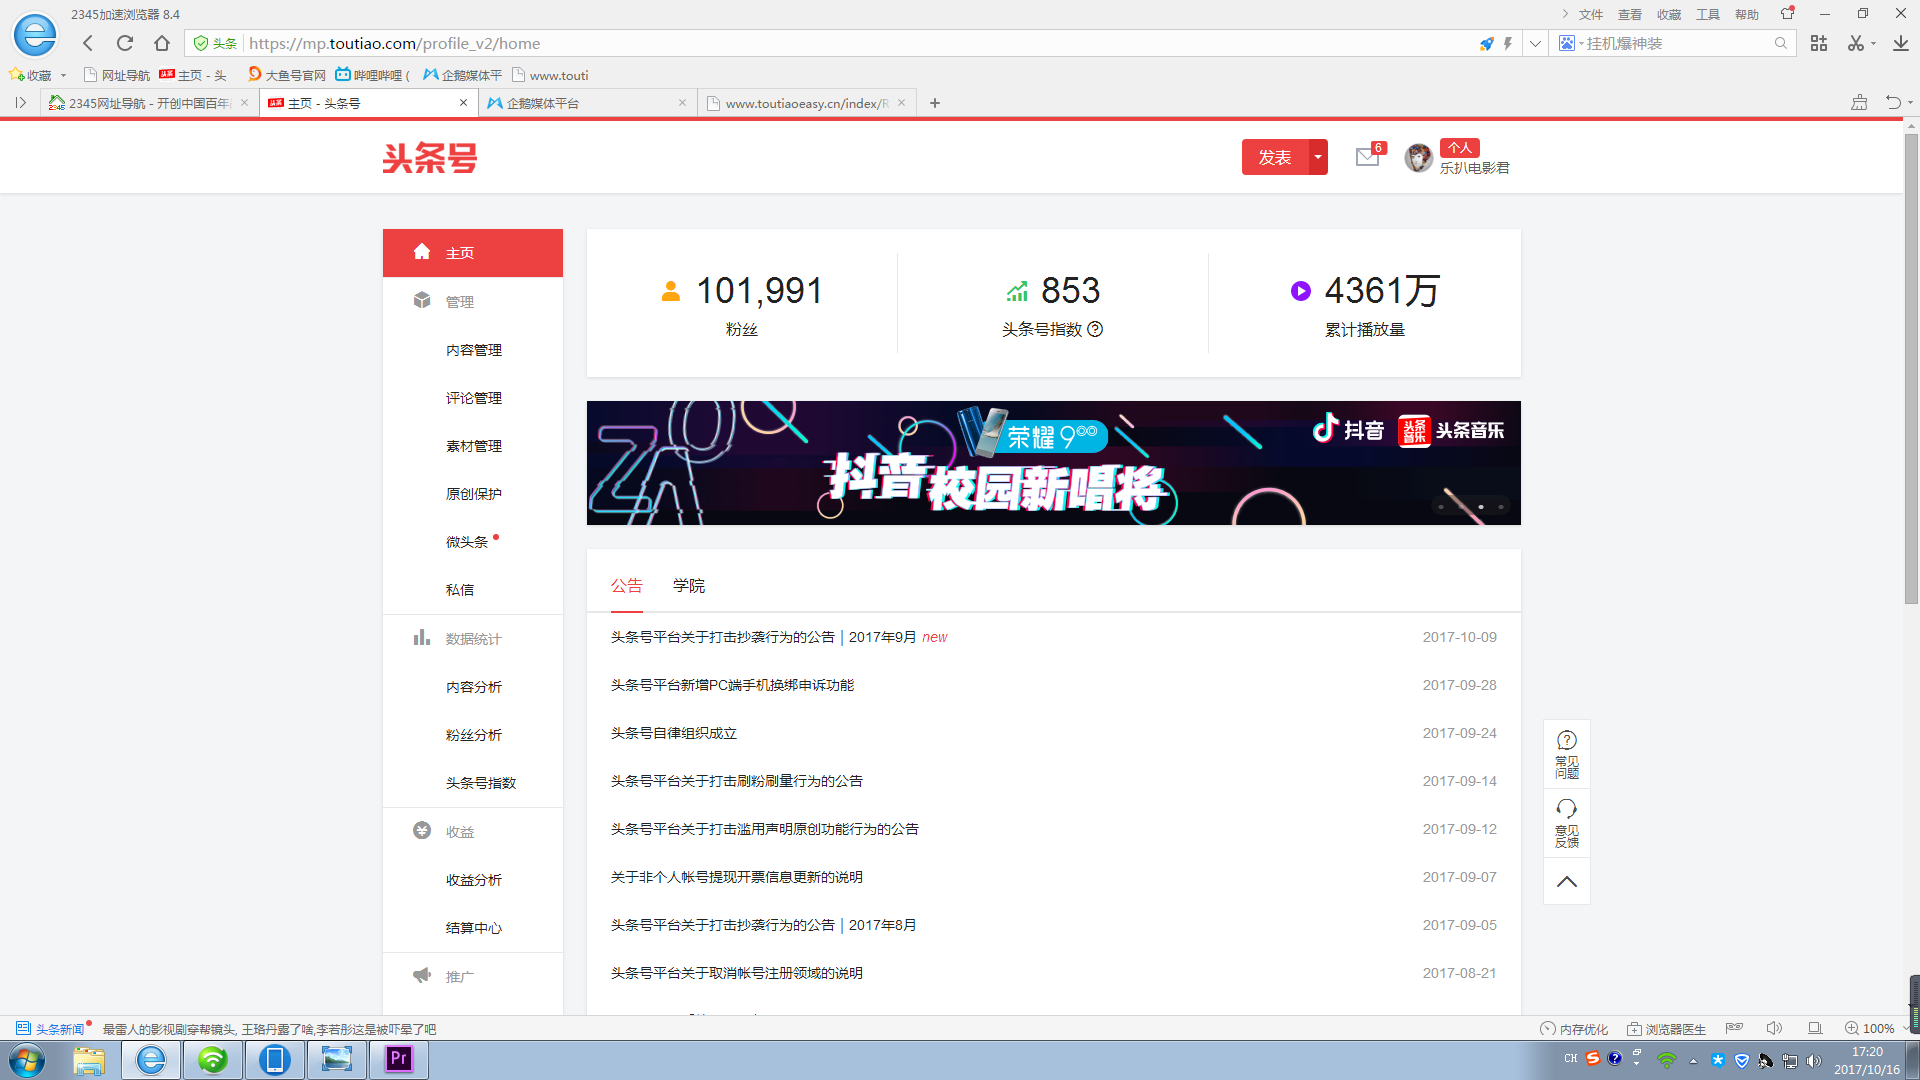 2345加速浏览器 8.4
文件 查看 收藏 工具 帮助
头条 https://mp.toutiao.com/profile_v2/home
挂机爆神装
收藏 网址导航 主页 - 头 大鱼号官网 哔哩哔哩 ( 企鹅媒体平 www.touti
2345网址导航 - 开创中国百年 主页 - 头条号 企鹅媒体平台 www.toutiaoeasy.cn/index/R
头条号
发表
6
个人
乐扒电影君
主页
管理
内容管理
评论管理
素材管理
原创保护
微头条
私信
数据统计
内容分析
粉丝分析
头条号指数
收益
收益分析
结算中心
推广
101,991
粉丝
853
头条号指数
4361万
累计播放量
荣耀9
抖音
头条音乐
头条音乐
抖音校园新唱将
公告 学院
头条号平台关于打击抄袭行为的公告 | 2017年9月 new 2017-10-09
头条号平台新增PC端手机换绑申诉功能 2017-09-28
头条号自律组织成立 2017-09-24
头条号平台关于打击刷粉刷量行为的公告 2017-09-14
头条号平台关于打击滥用声明原创功能行为的公告 2017-09-12
关于非个人帐号提现开票信息更新的说明 2017-09-07
头条号平台关于打击抄袭行为的公告 | 2017年8月 2017-09-05
头条号平台关于取消帐号注册领域的说明 2017-08-21
常见
问题
意见
反馈
头条新闻 最雷人的影视剧穿帮镜头, 王珞丹露了啥,李若彤这是被吓晕了吧
内存优化 浏览器医生 100%
Pr
CH
17:20
2017/10/16